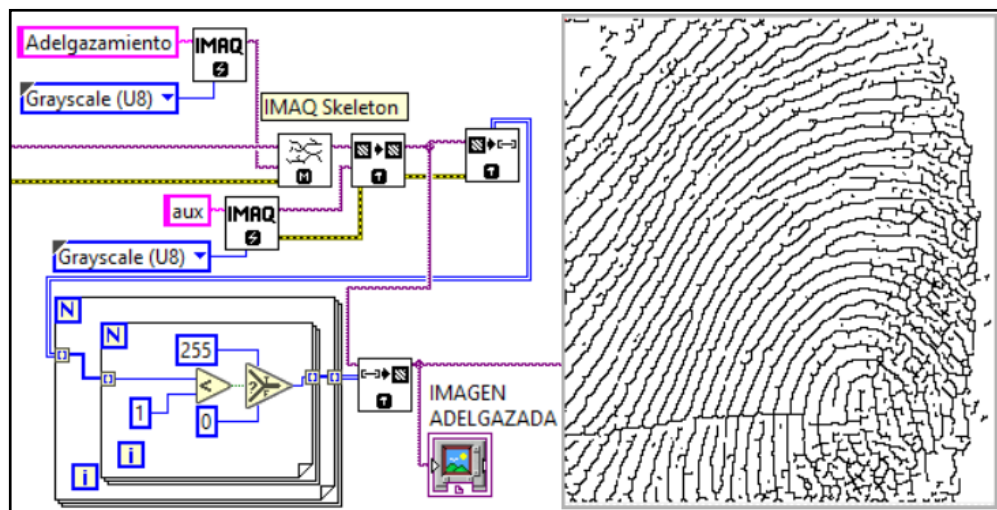 Adelgazamiento
IMAQ
Grayscale (U8)
IMAQ Skeleton
M
T
T
aux
IMAQ
Grayscale (U8)
N
N
255
<
?
1
0
i
i
T
IMAGEN
ADELGAZADA